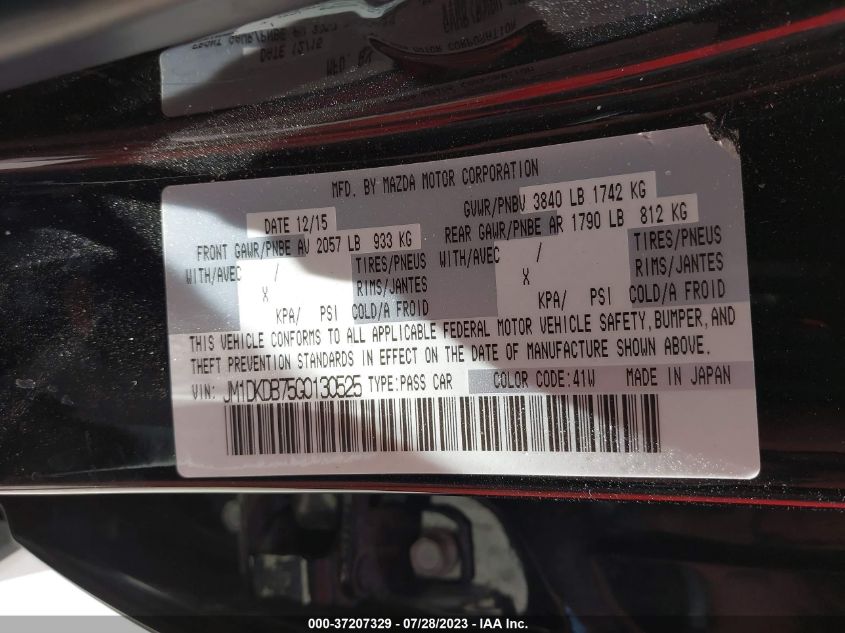 MFD. BY MAZDA MOTOR CORPORATION
DATE 12/15 GVWR/PNBV 3840 LB 1742 KG
FRONT GAWR/PNBE AV 2057 LB 933 KG REAR GAWR/PNBE AR 1790 LB 812 KG
WITH/AVEC / TIRES/PNEUS WITH/AVEC / TIRES/PNEUS
X RIMS/JANTES X RIMS/JANTES
KPA/ PSI COLD/A FROID KPA/ PSI COLD/A FROID
THIS VEHICLE CONFORMS TO ALL APPLICABLE FEDERAL MOTOR VEHICLE SAFETY, BUMPER, AND
THEFT PREVENTION STANDARDS IN EFFECT ON THE DATE OF MANUFACTURE SHOWN ABOVE.
VIN: JM1DKDB75G0130525 TYPE:PASS CAR COLOR CODE:41W MADE IN JAPAN
000-37207329 - 07/28/2023 - IAA Inc.